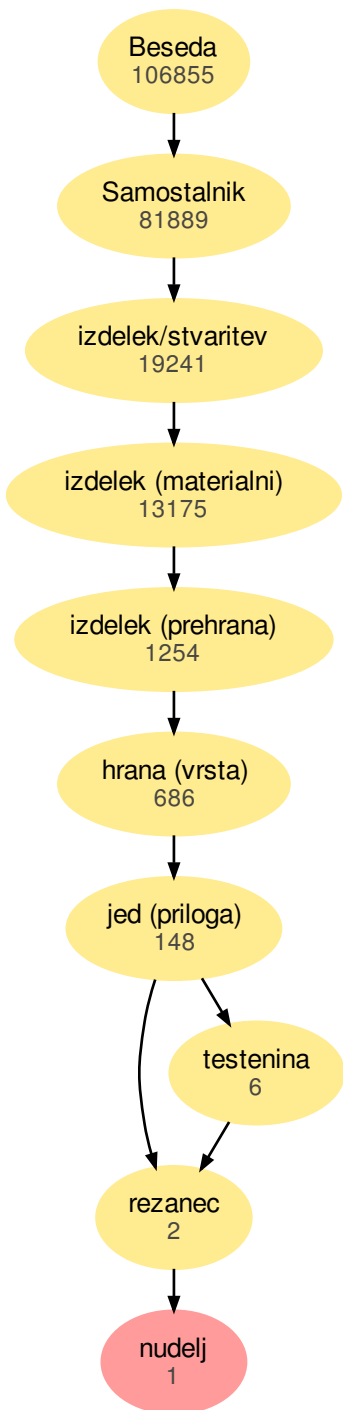 Beseda
106855
Samostalnik
81889
izdelek/stvaritev
19241
izdelek (materialni)
13175
izdelek (prehrana)
1254
hrana (vrsta)
686
jed (priloga)
148
testenina
6
rezanec
2
nudelj
1